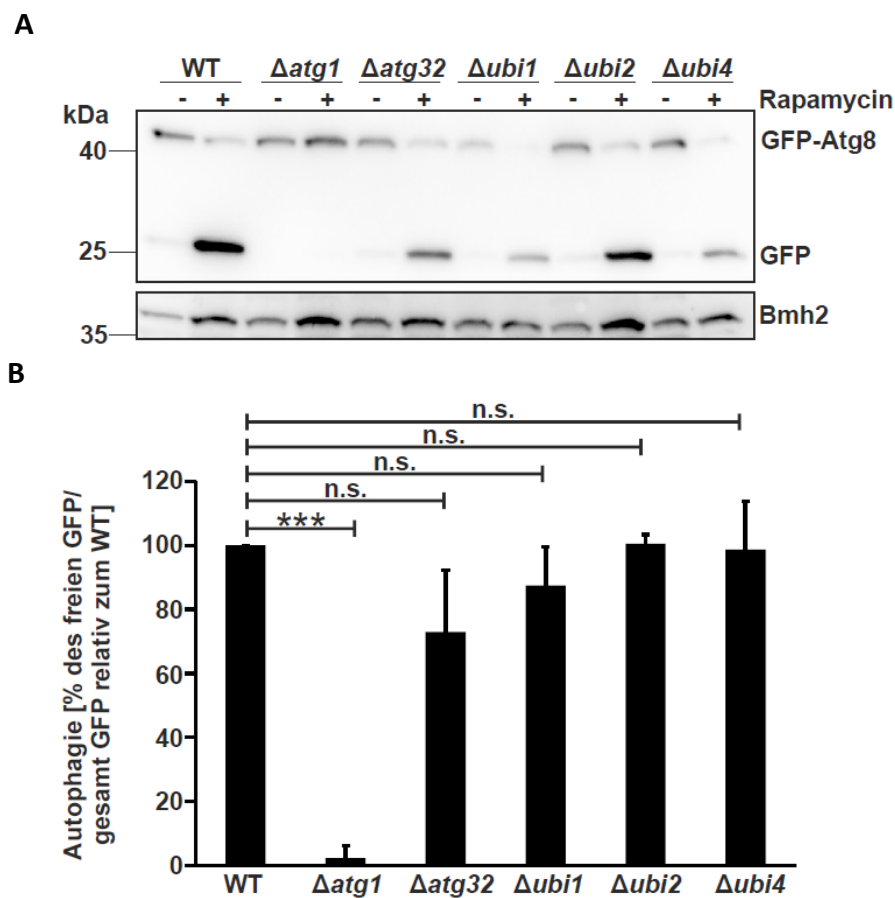 A
WT Δatg1 Δatg32 Δubi1 Δubi2 Δubi4
- + - + - + - + - + - + Rapamycin
kDa
40 GFP-Atg8
25 GFP
35 Bmh2
B
n.s.
n.s.
n.s.
n.s.
***
120
100
80
60
40
20
0
Autophagie [% des freien GFP/
gesamt GFP relativ zum WT]
WT Δatg1 Δatg32 Δubi1 Δubi2 Δubi4